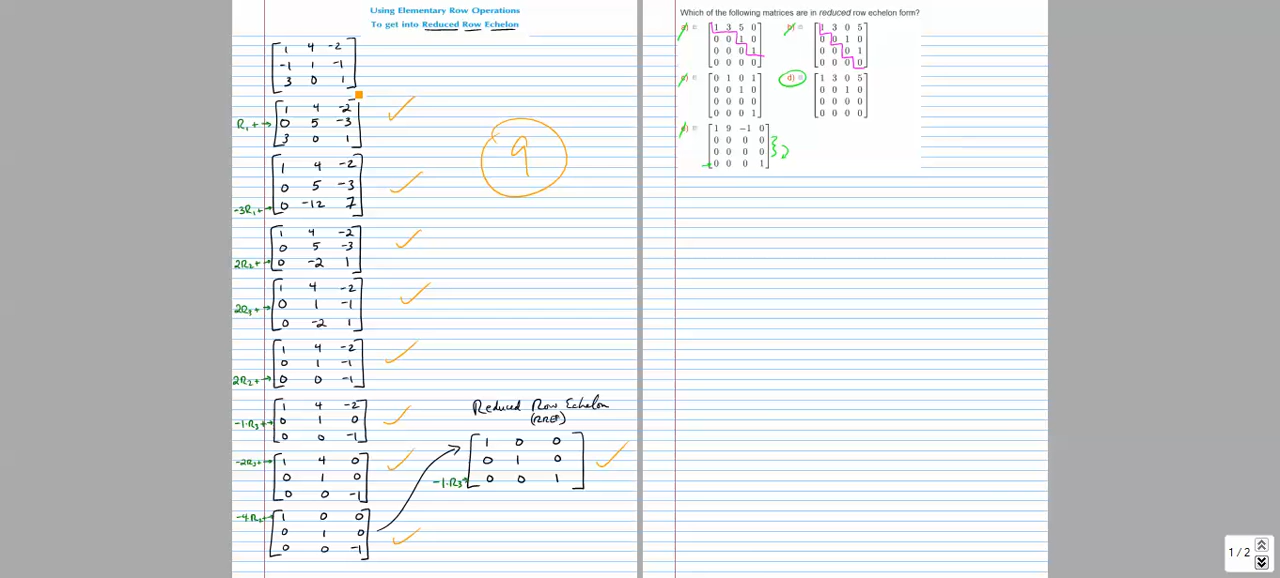 Using Elementary Row Operations
To get into Reduced Row Echelon
1 4 -2
-1 1 -1
3 0 1
1 4 -2
R₁+→ 0 5 -3
3 0 1
1 4 -2
0 5 -3
-3R₁+→ 0 -12 7
1 4 -2
0 5 -3
2R₂+→ 0 -2 1
1 4 -2
2R₃+→ 0 1 -1
0 -2 1
1 4 -2
0 1 -1
2R₂+→ 0 0 -1
1 4 -2
-1·R₃+→ 0 1 0
0 0 -1
-2R₃+→ 1 4 0
0 1 0
0 0 -1
-4·R₂→ 1 0 0
0 1 0
0 0 -1
9
Reduced Row Echelon
(RREF)
1 0 0
0 1 0
-1·R₃→ 0 0 1
Which of the following matrices are in reduced row echelon form?
a) =
1 3 5 0
0 0 1 0
0 0 0 1
0 0 0 0
b) =
1 3 0 5
0 0 1 0
0 0 0 1
0 0 0 0
c) =
0 1 0 1
0 0 1 0
0 0 0 0
0 0 0 1
d) =
1 3 0 5
0 0 1 0
0 0 0 0
0 0 0 0
e) =
1 9 -1 0
0 0 0 0
0 0 0 0
→ 0 0 0 1
1 / 2